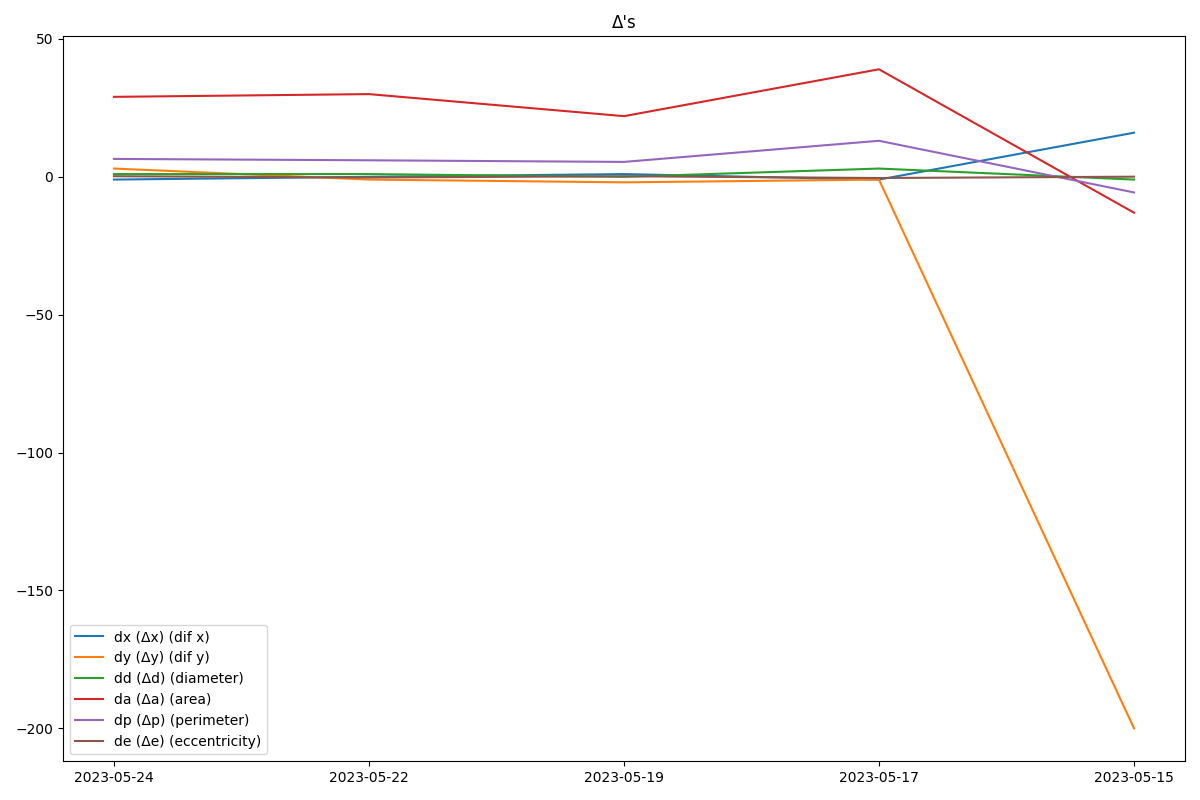 Δ's
50
0
−50
−100
−150
−200
dx (Δx) (dif x)
dy (Δy) (dif y)
dd (Δd) (diameter)
da (Δa) (area)
dp (Δp) (perimeter)
de (Δe) (eccentricity)
2023-05-24 2023-05-22 2023-05-19 2023-05-17 2023-05-15